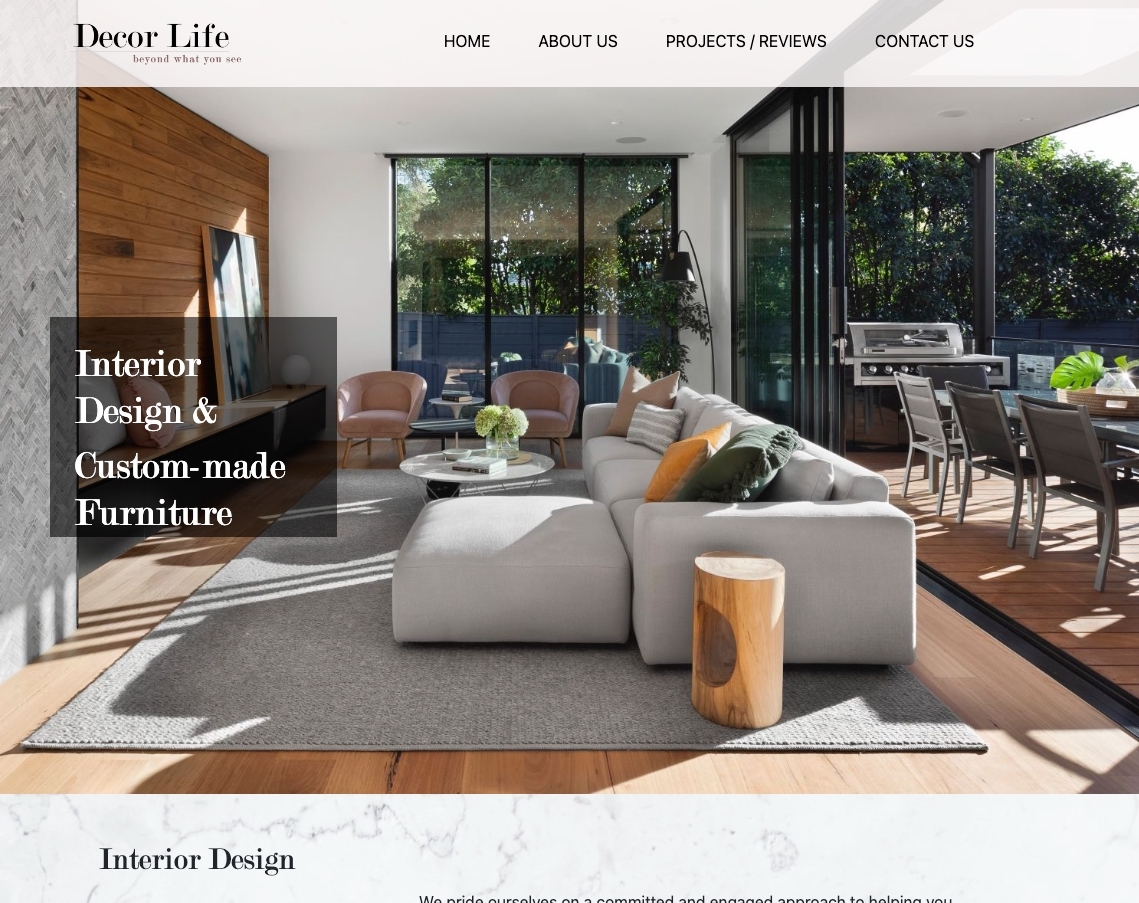 Decor Life
beyond what you see
HOME ABOUT US PROJECTS / REVIEWS CONTACT US
Interior
Design &
Custom-made
Furniture
Interior Design
We pride ourselves on a committed and engaged approach to helping you